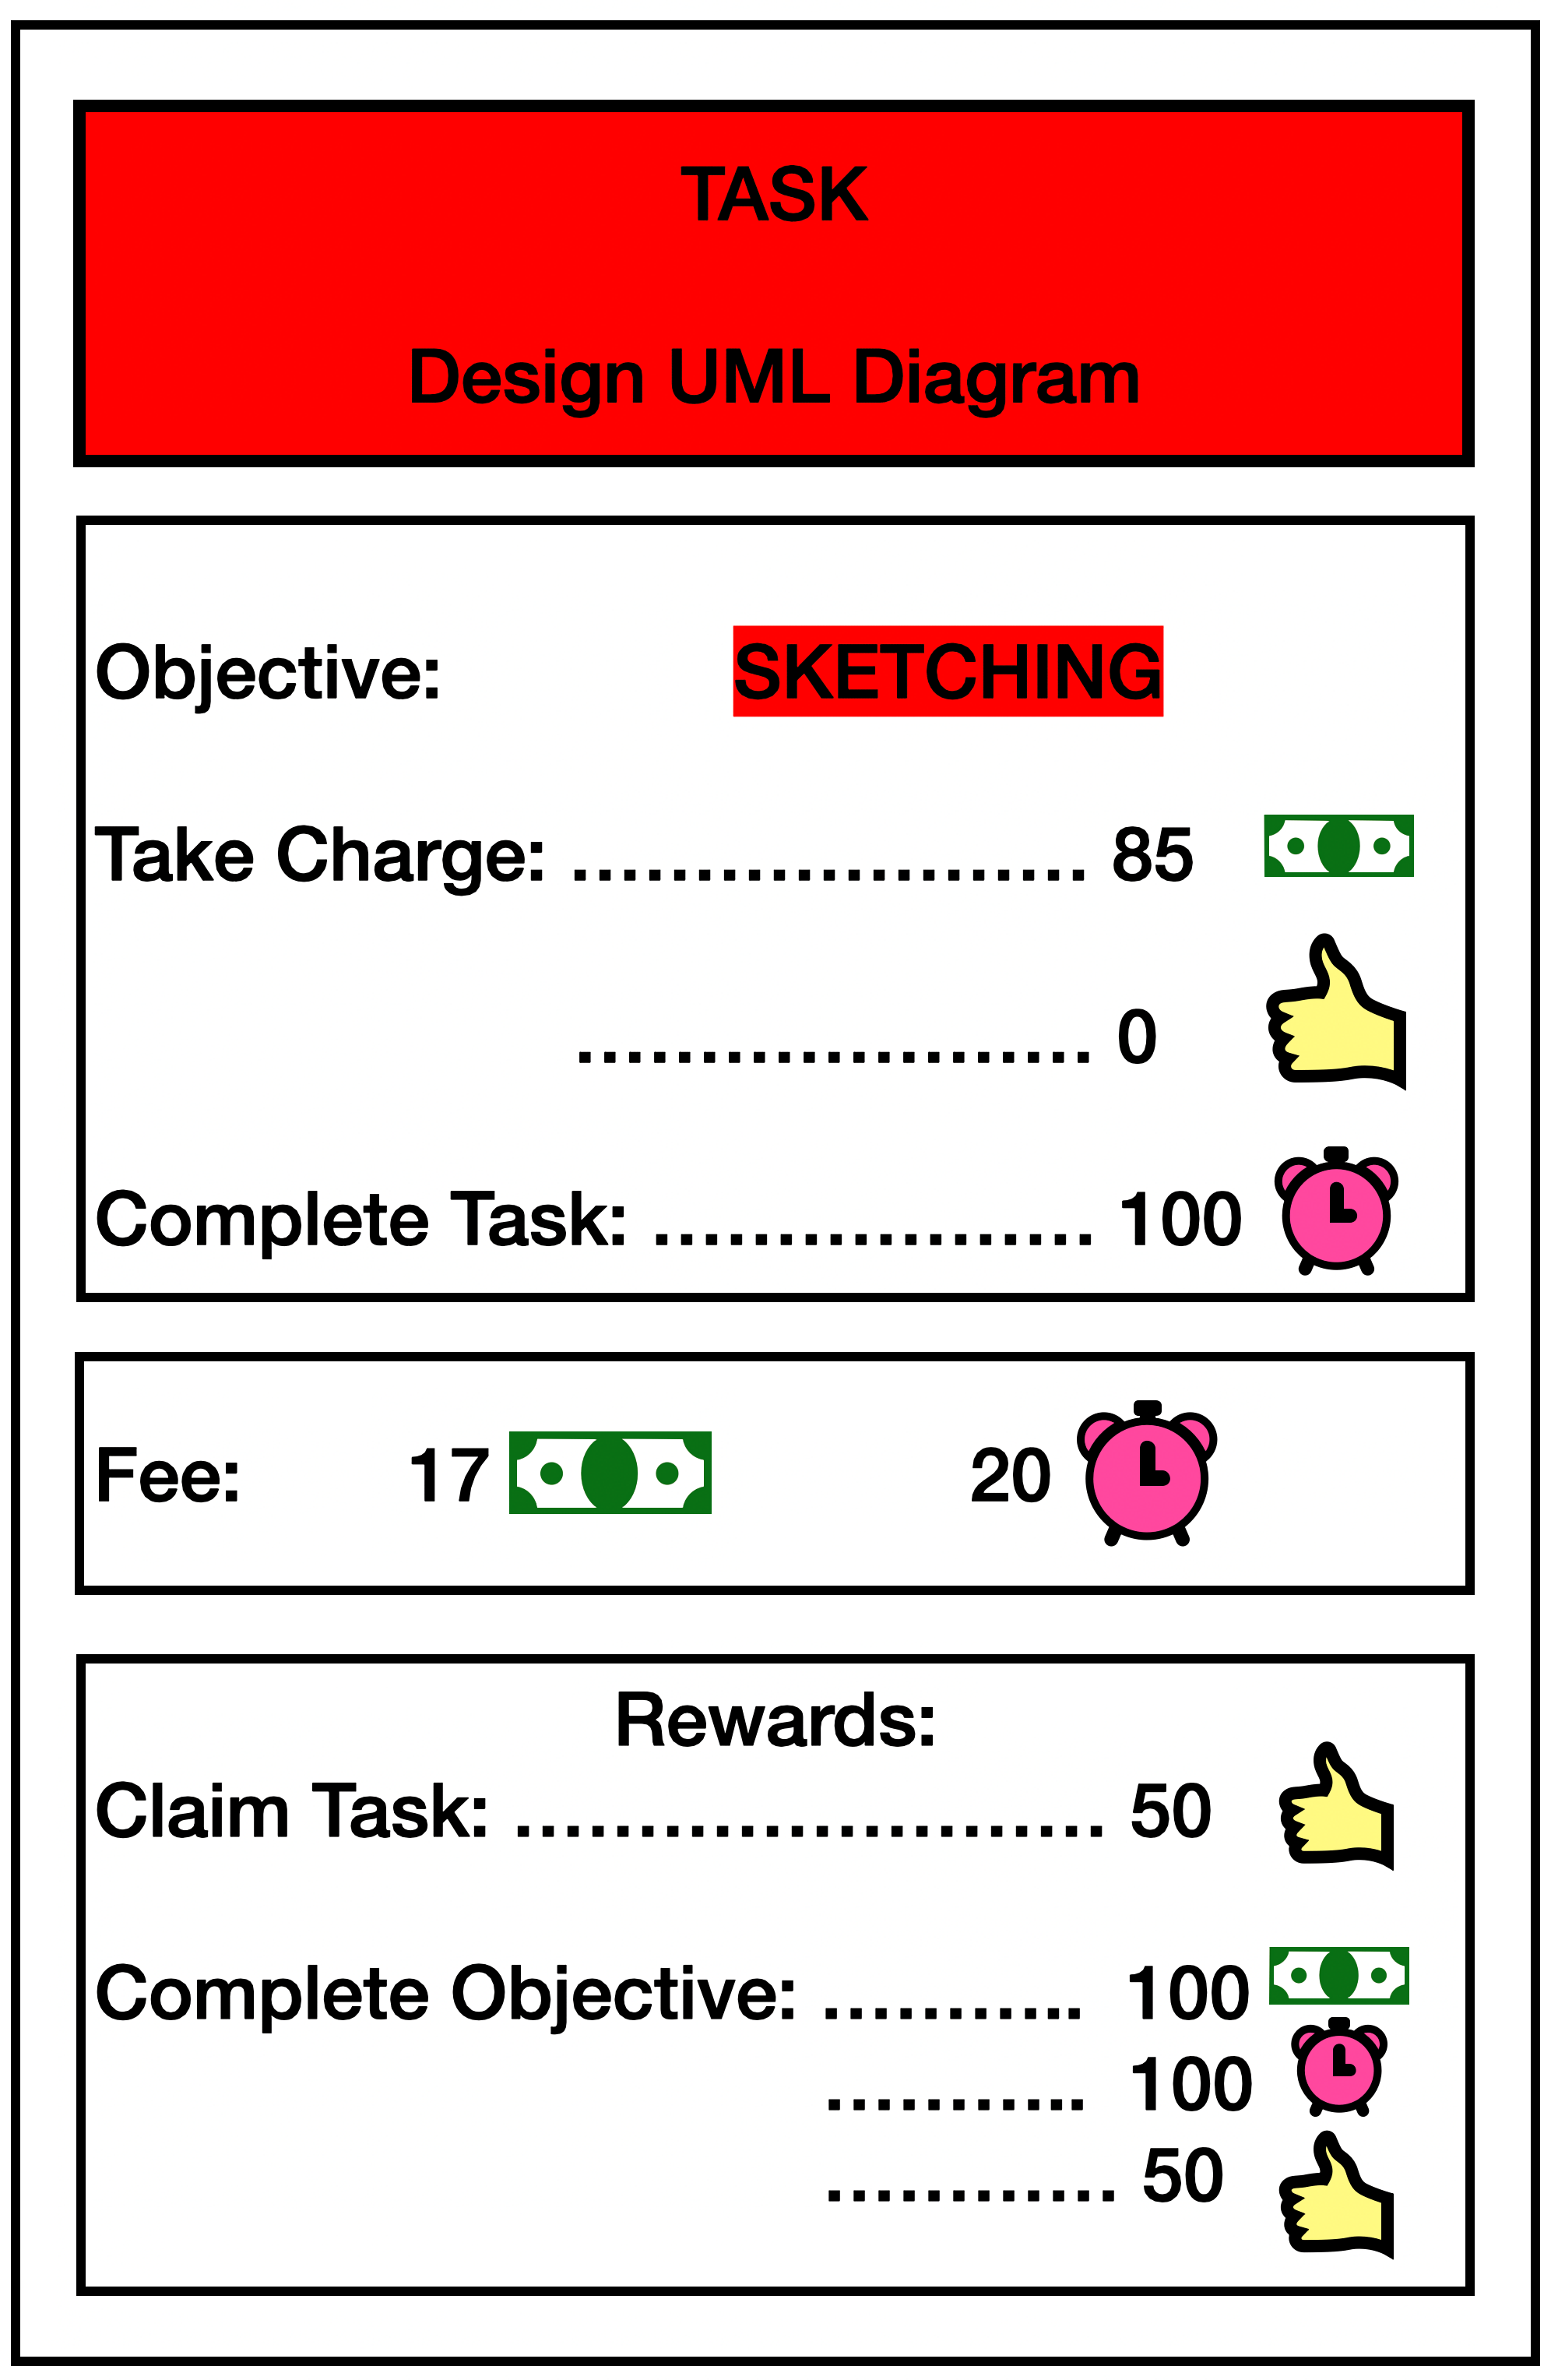 TASK
Design UML Diagram
Objective: SKETCHING
Take Charge: ..................... 85
..................... 0
Complete Task: .................. 100
Fee: 17 20
Rewards:
Claim Task: ........................ 50
Complete Objective: ........... 100
........... 100
............ 50